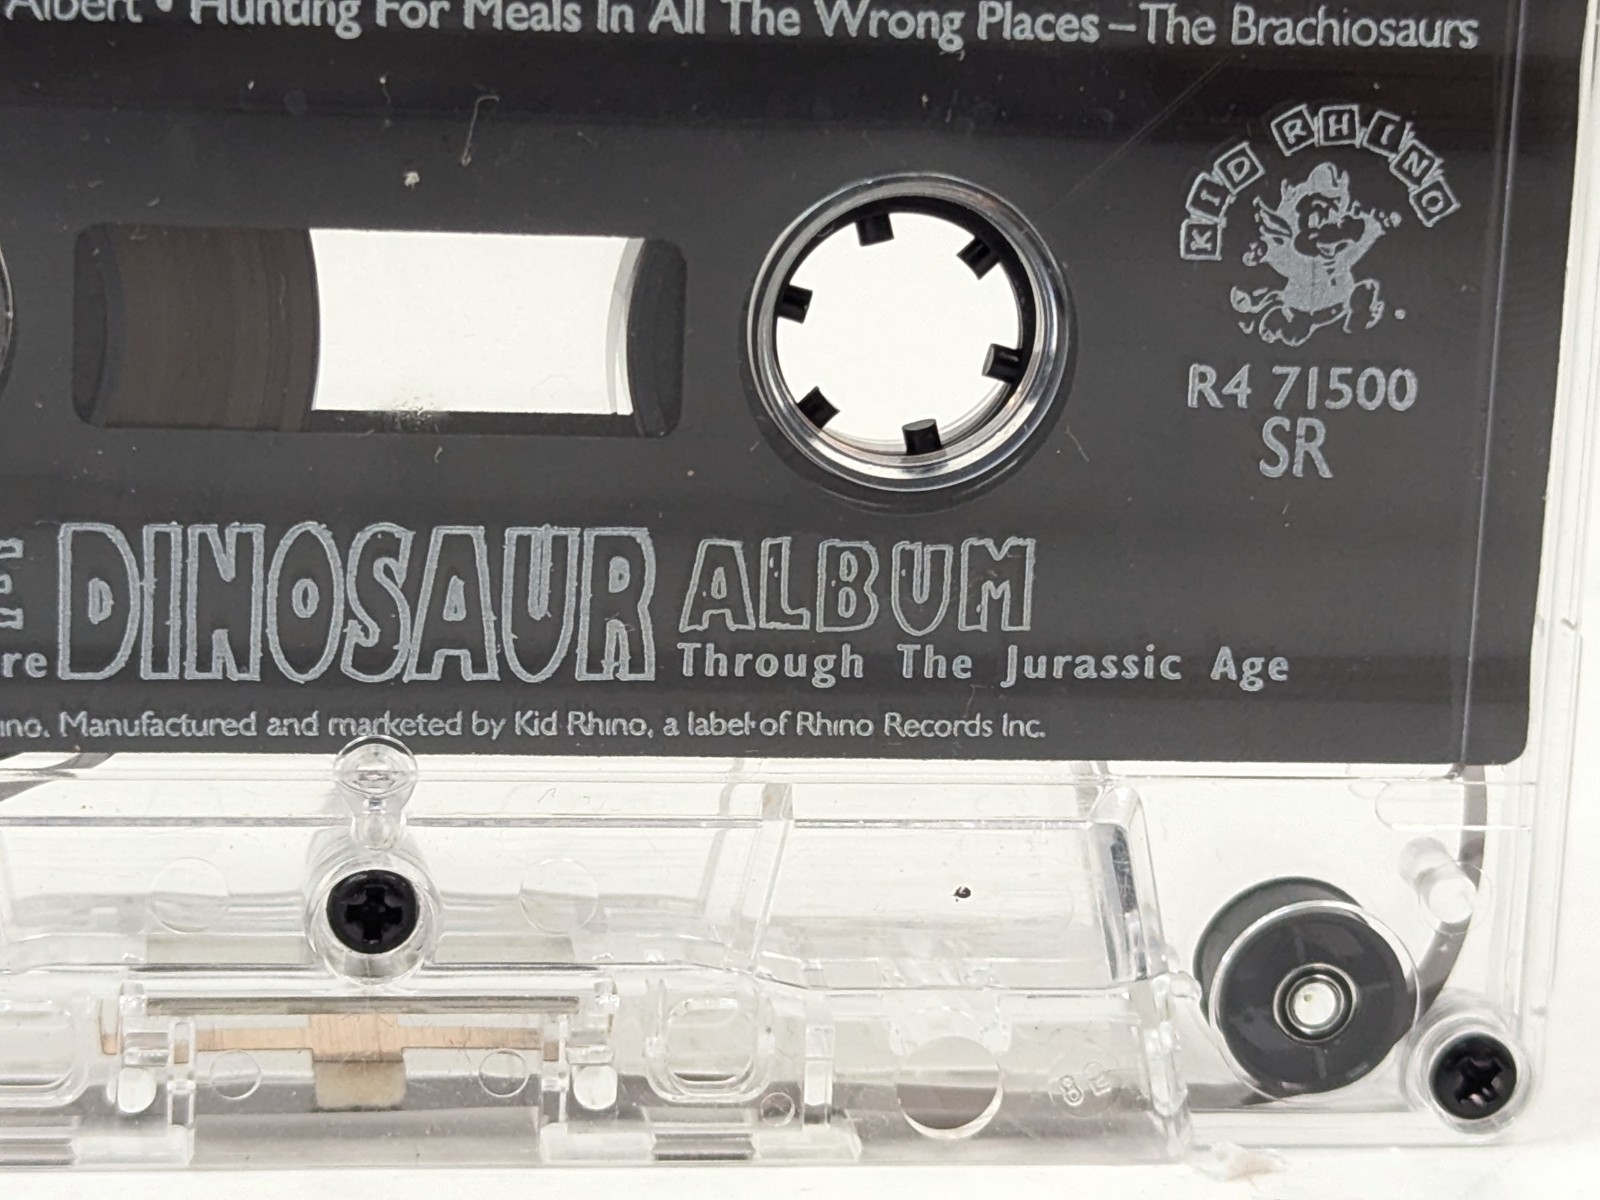 Albert • Hunting For Meals In All The Wrong Places – The Brachiosaurs
KID RHINO
R4 71500
SR
E DINOSAUR ALBUM
re Through The Jurassic Age
ino. Manufactured and marketed by Kid Rhino, a label of Rhino Records Inc.
8E